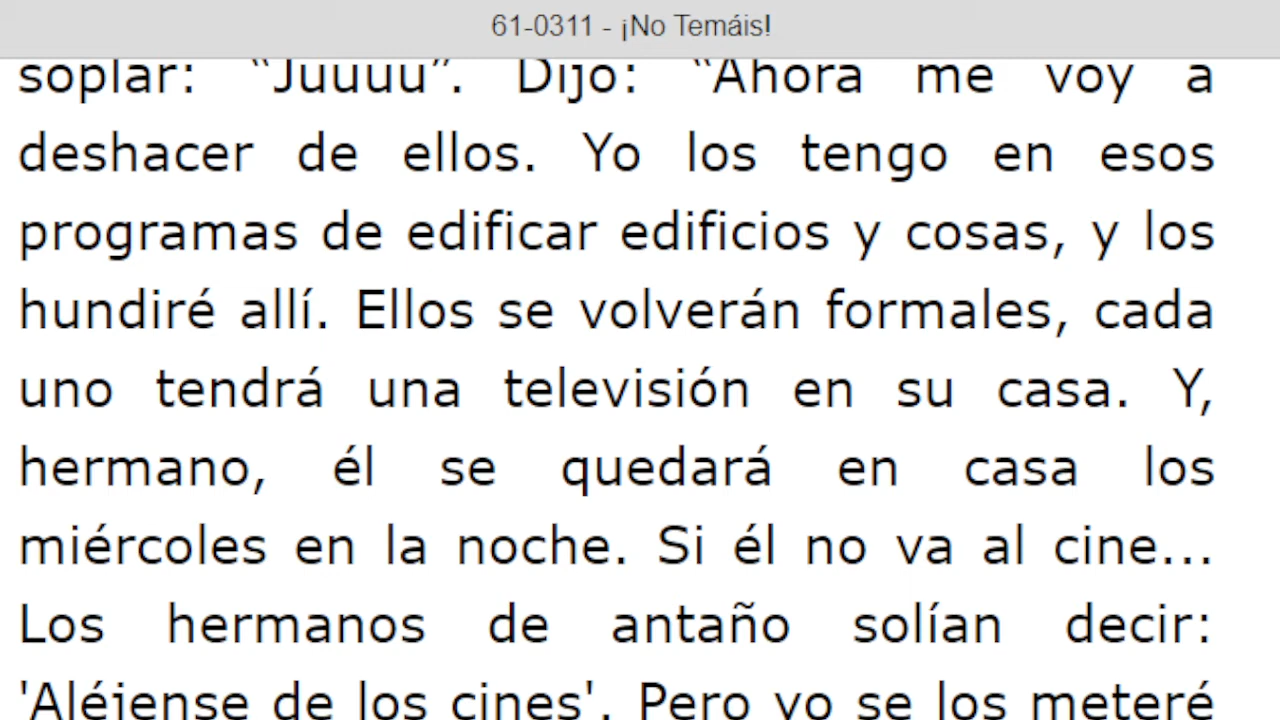 61-0311 - ¡No Temáis!
soplar: “Juuuu”. Dijo: “Ahora me voy a
deshacer de ellos. Yo los tengo en esos
programas de edificar edificios y cosas, y los
hundiré allí. Ellos se volverán formales, cada
uno tendrá una televisión en su casa. Y,
hermano, él se quedará en casa los
miércoles en la noche. Si él no va al cine...
Los hermanos de antaño solían decir:
'Aléjense de los cines'. Pero yo se los meteré